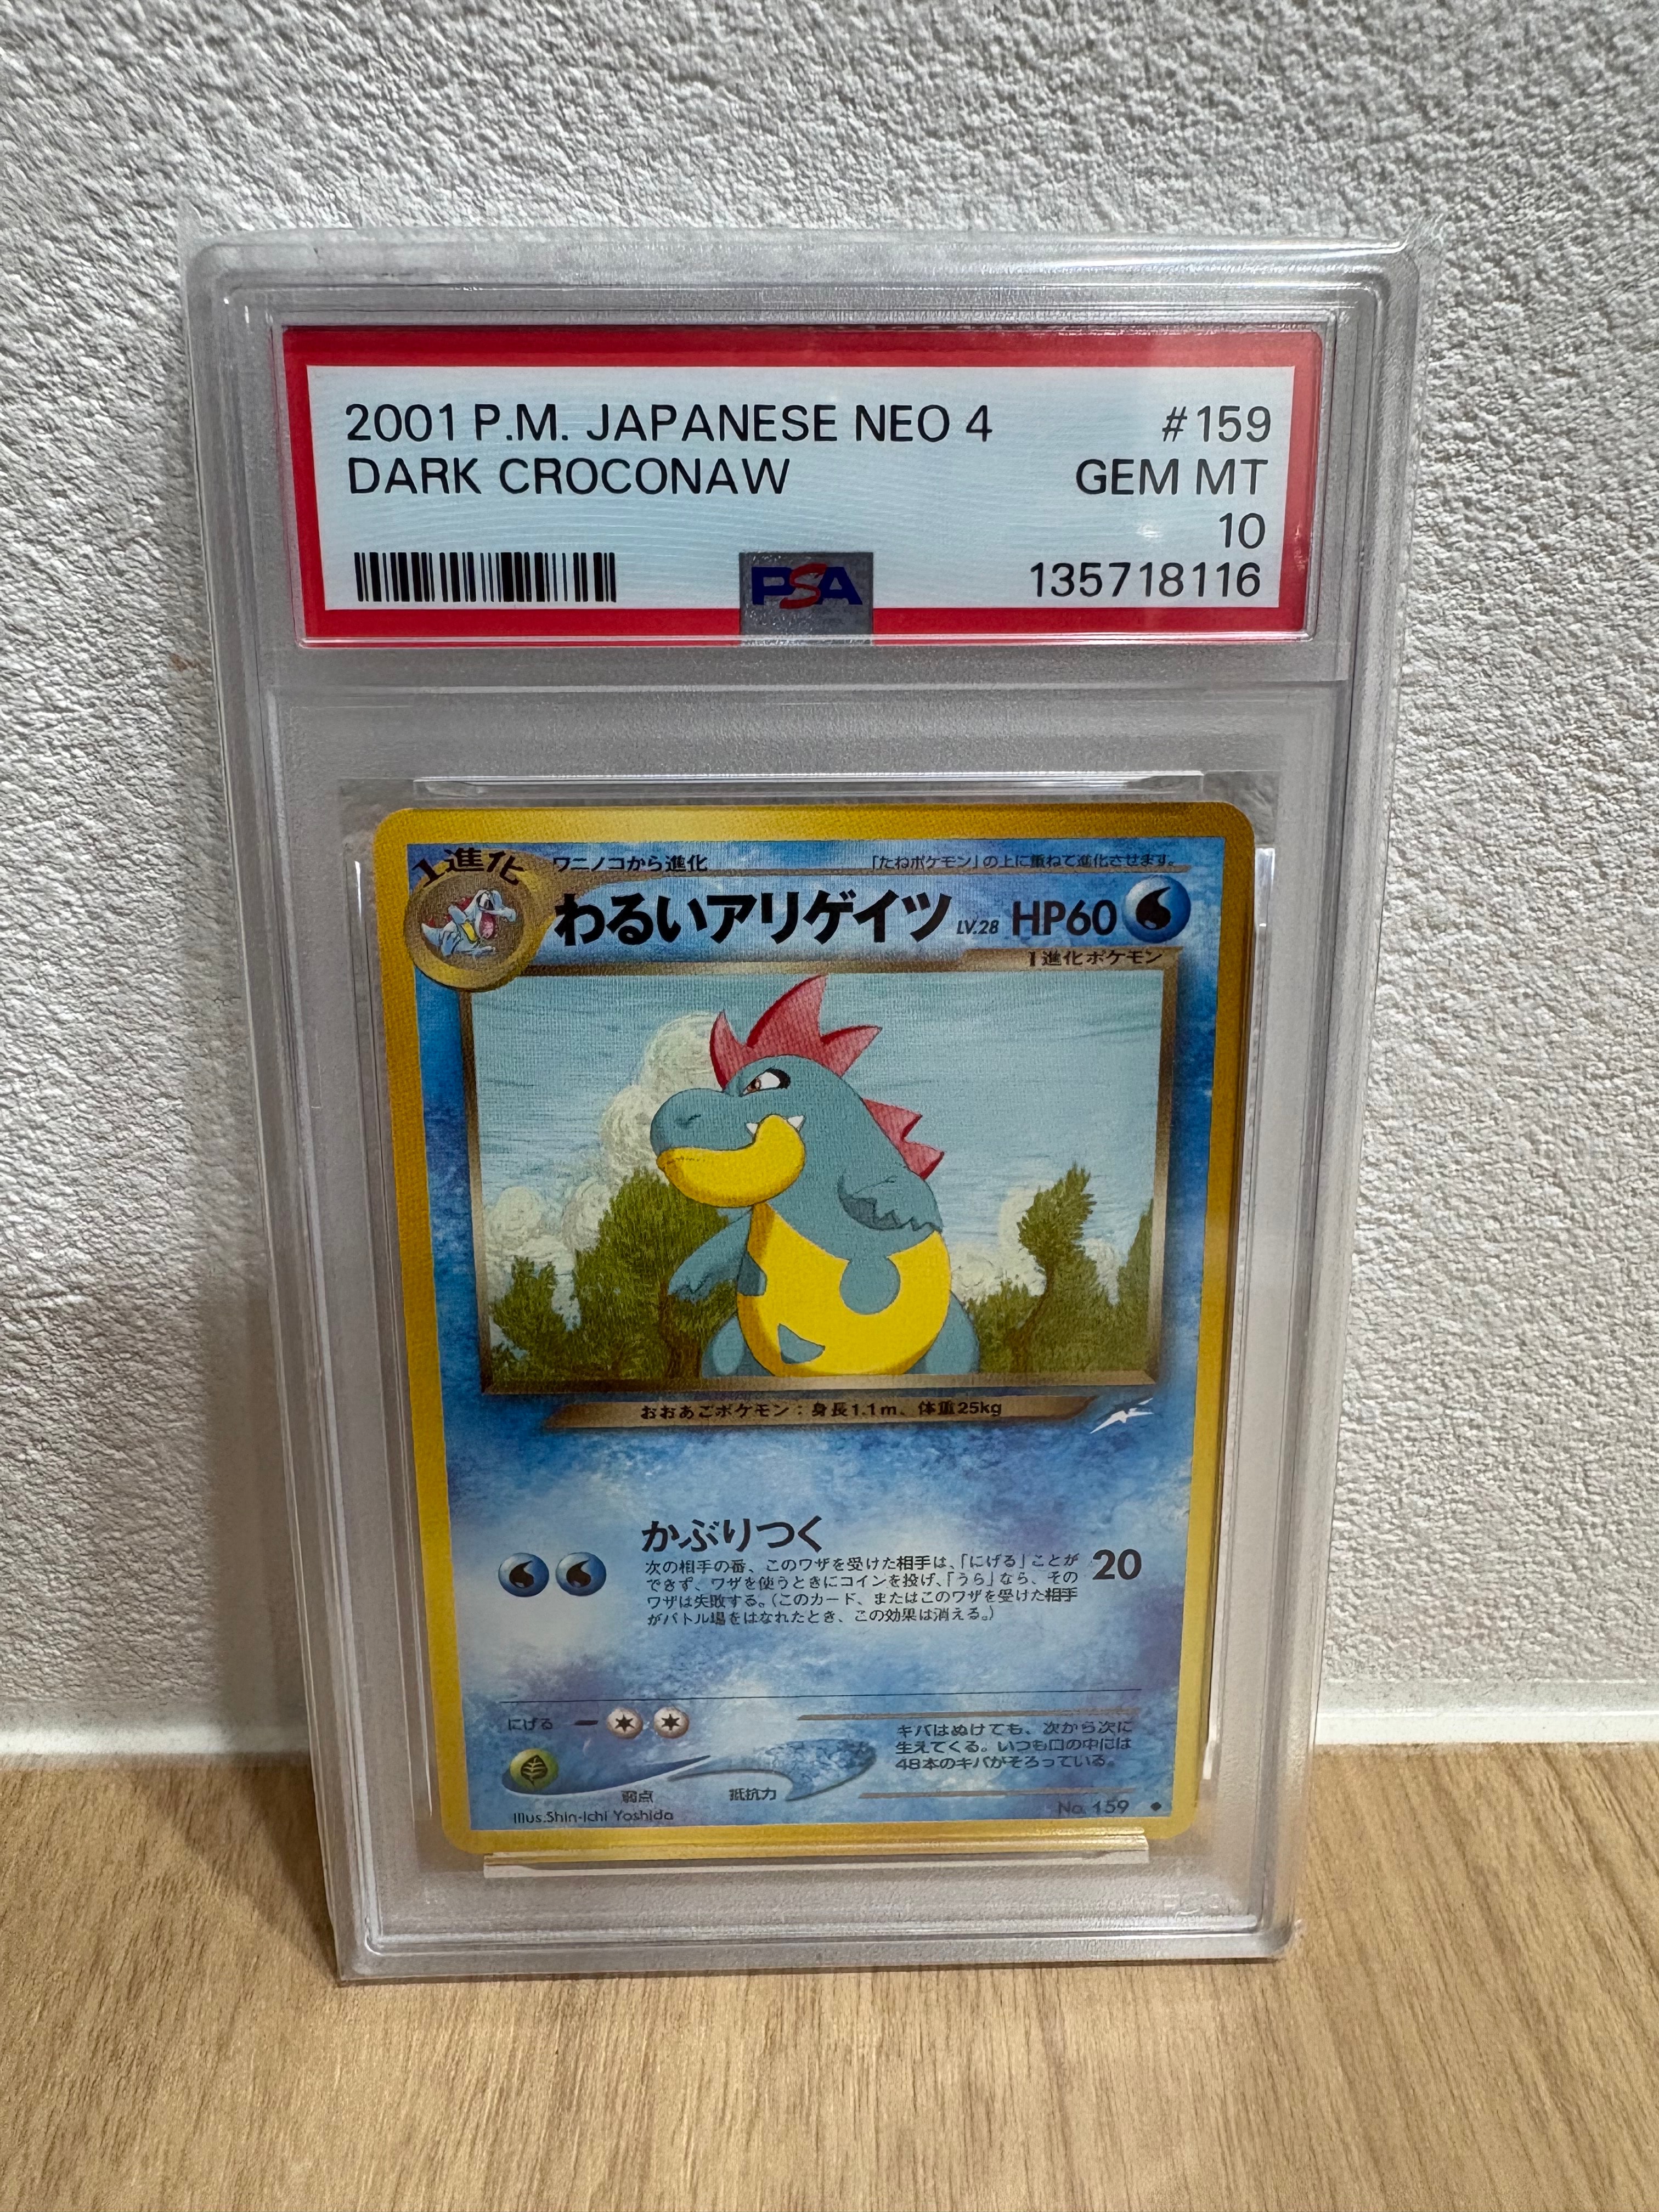 2001 P.M. JAPANESE NEO 4 #159
DARK CROCONAW GEM MT
10
PSA 135718116
1進化 ワニノコから進化 「たねポケモン」の上に重ねて進化させます。
わるいアリゲイツ LV.28 HP60
1進化ポケモン
おおあごポケモン：身長1.1m、体重25kg
かぶりつく
次の相手の番、このワザを受けた相手は、「にげる」ことが
できず、ワザを使うときにコインを投げ、「うら」なら、その
ワザは失敗する。（このカード、またはこのワザを受けた相手
がバトル場をはなれたとき、この効果は消える。）
20
にげる
弱点 抵抗力
キバはぬけても、次から次に
生えてくる。いつも口の中には
48本のキバがそろっている。
Illus.Shin-ichi Yoshida No. 159